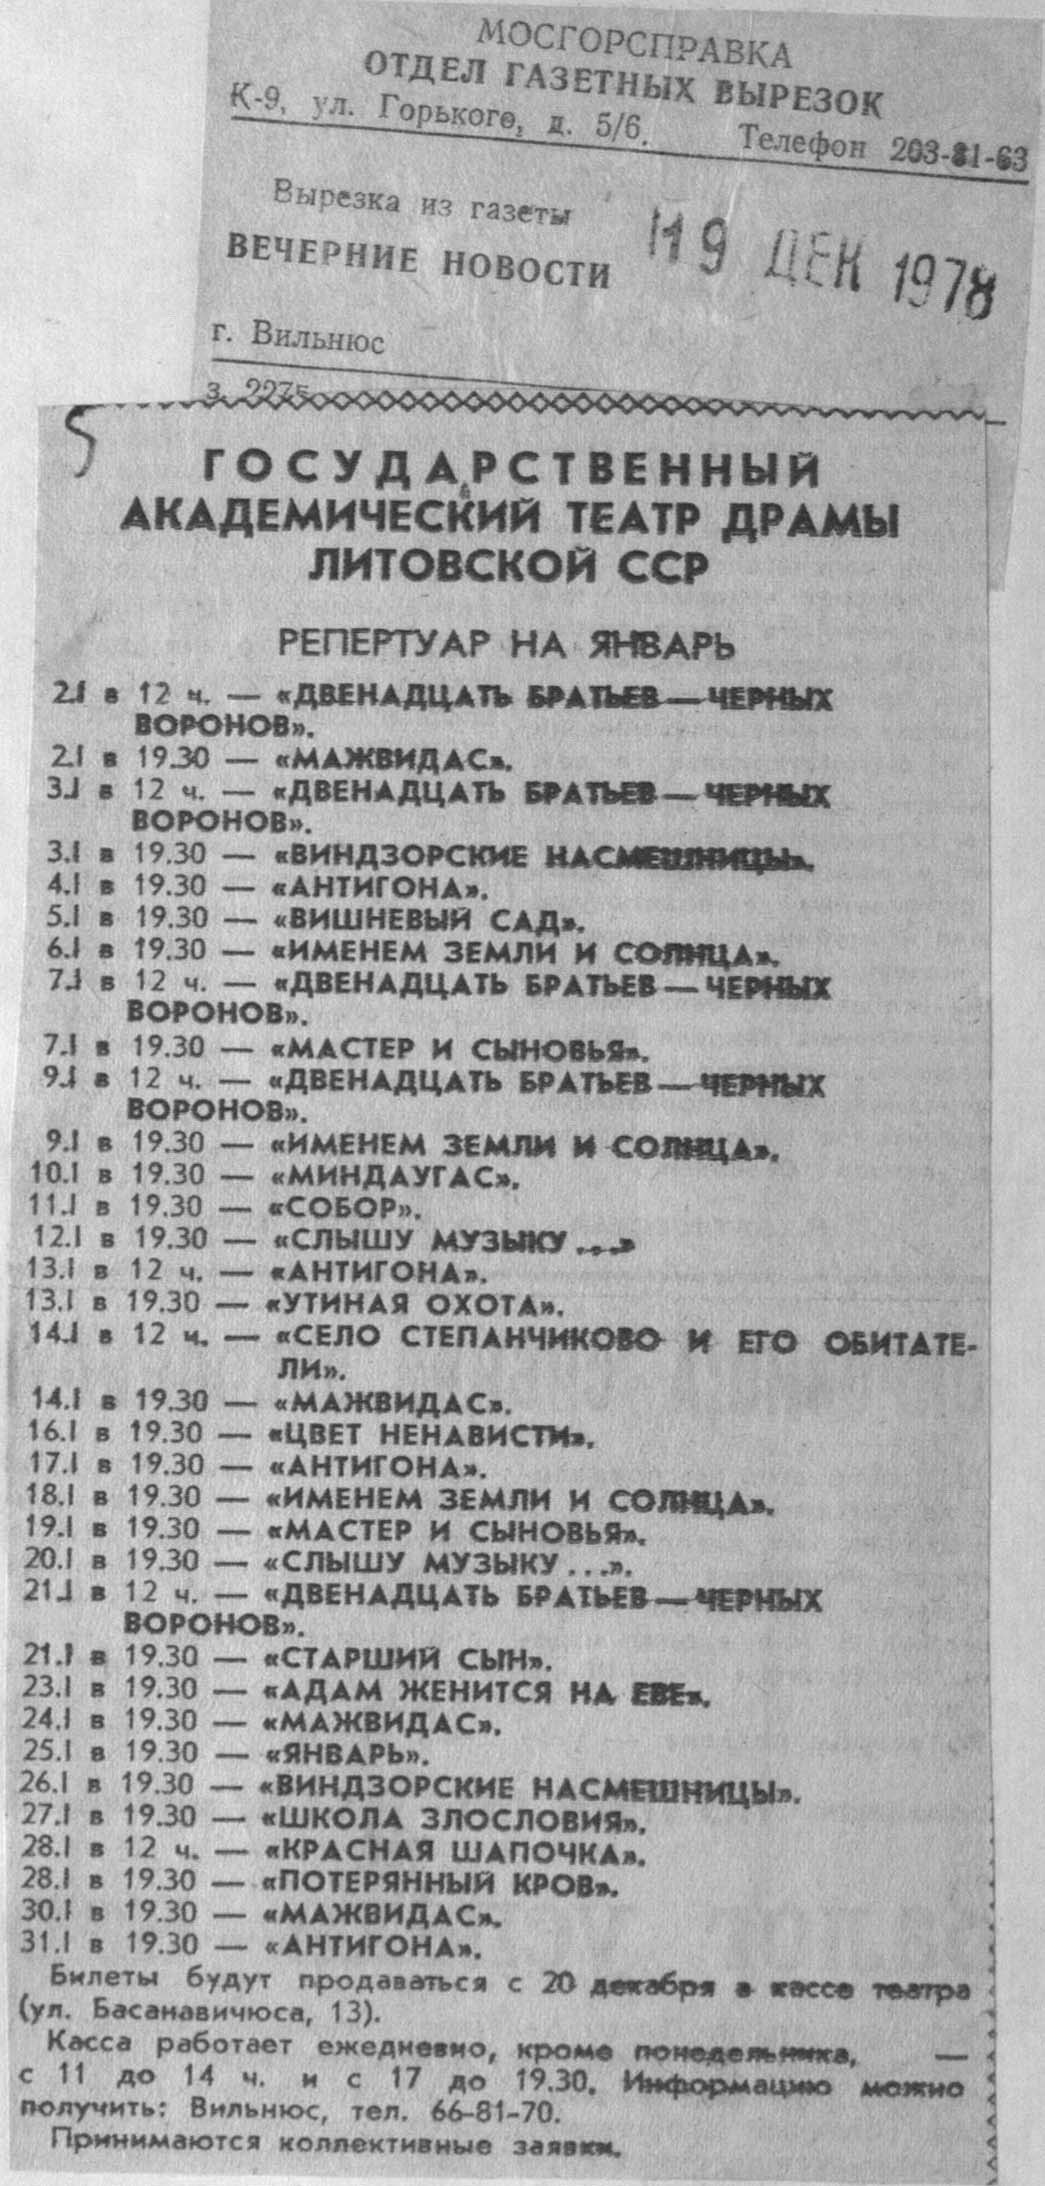 МОСГОРСПРАВКА
ОТДЕЛ ГАЗЕТНЫХ ВЫРЕЗОК
К-9, ул. Горького, д. 5/6. Телефон 203-81-63
Вырезка из газеты
ВЕЧЕРНИЕ НОВОСТИ
19 ДЕК 1978
г. Вильнюс
з. 2275
5
ГОСУДАРСТВЕННЫЙ
АКАДЕМИЧЕСКИЙ ТЕАТР ДРАМЫ
ЛИТОВСКОЙ ССР
РЕПЕРТУАР НА ЯНВАРЬ
2.I в 12 ч. — «ДВЕНАДЦАТЬ БРАТЬЕВ — ЧЕРНЫХ
ВОРОНОВ».
2.I в 19.30 — «МАЖВИДАС».
3.I в 12 ч. — «ДВЕНАДЦАТЬ БРАТЬЕВ — ЧЕРНЫХ
ВОРОНОВ».
3.I в 19.30 — «ВИНДЗОРСКИЕ НАСМЕШНИЦЫ».
4.I в 19.30 — «АНТИГОНА».
5.I в 19.30 — «ВИШНЕВЫЙ САД».
6.I в 19.30 — «ИМЕНЕМ ЗЕМЛИ И СОЛНЦА».
7.I в 12 ч. — «ДВЕНАДЦАТЬ БРАТЬЕВ — ЧЕРНЫХ
ВОРОНОВ».
7.I в 19.30 — «МАСТЕР И СЫНОВЬЯ».
9.I в 12 ч. — «ДВЕНАДЦАТЬ БРАТЬЕВ — ЧЕРНЫХ
ВОРОНОВ».
9.I в 19.30 — «ИМЕНЕМ ЗЕМЛИ И СОЛНЦА».
10.I в 19.30 — «МИНДАУГАС».
11.I в 19.30 — «СОБОР».
12.I в 19.30 — «СЛЫШУ МУЗЫКУ...»
13.I в 12 ч. — «АНТИГОНА».
13.I в 19.30 — «УТИНАЯ ОХОТА».
14.I в 12 ч. — «СЕЛО СТЕПАНЧИКОВО И ЕГО ОБИТАТЕ-
ЛИ».
14.I в 19.30 — «МАЖВИДАС».
16.I в 19.30 — «ЦВЕТ НЕНАВИСТИ».
17.I в 19.30 — «АНТИГОНА».
18.I в 19.30 — «ИМЕНЕМ ЗЕМЛИ И СОЛНЦА».
19.I в 19.30 — «МАСТЕР И СЫНОВЬЯ».
20.I в 19.30 — «СЛЫШУ МУЗЫКУ...».
21.I в 12 ч. — «ДВЕНАДЦАТЬ БРАТЬЕВ — ЧЕРНЫХ
ВОРОНОВ».
21.I в 19.30 — «СТАРШИЙ СЫН».
23.I в 19.30 — «АДАМ ЖЕНИТСЯ НА ЕВЕ».
24.I в 19.30 — «МАЖВИДАС».
25.I в 19.30 — «ЯНВАРЬ».
26.I в 19.30 — «ВИНДЗОРСКИЕ НАСМЕШНИЦЫ».
27.I в 19.30 — «ШКОЛА ЗЛОСЛОВИЯ».
28.I в 12 ч. — «КРАСНАЯ ШАПОЧКА».
28.I в 19.30 — «ПОТЕРЯННЫЙ КРОВ».
30.I в 19.30 — «МАЖВИДАС».
31.I в 19.30 — «АНТИГОНА».
Билеты будут продаваться с 20 декабря в кассе театра
(ул. Басанавичюса, 13).
Касса работает ежедневно, кроме понедельника, —
с 11 до 14 ч. и с 17 до 19.30. Информацию можно
получить: Вильнюс, тел. 66-81-70.
Принимаются коллективные заявки.